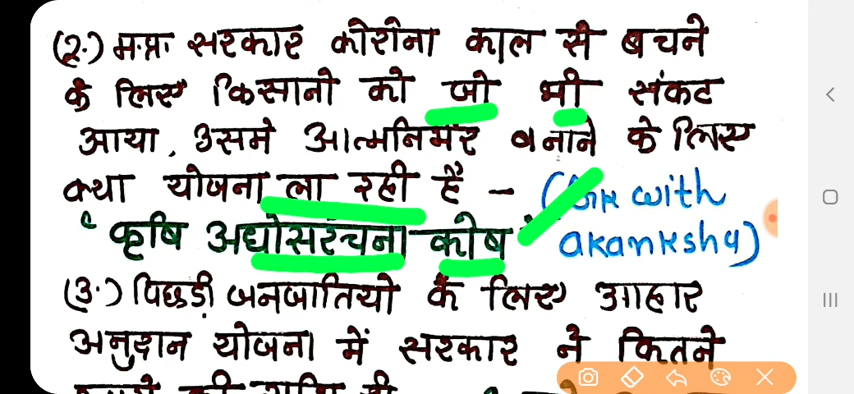 (2.) म.प्र. सरकार कोरोना काल से बचने
के लिए किसानो को जो भी संकट
आया, उसमे आत्मनिर्भर बनाने के लिए
क्या योजना ला रही है - (GK with
"कृषि अधोसंरचना कोष" akanksha)
(3.) पिछड़ी जनजातियो के लिए आहार
अनुदान योजना में सरकार ने कितने